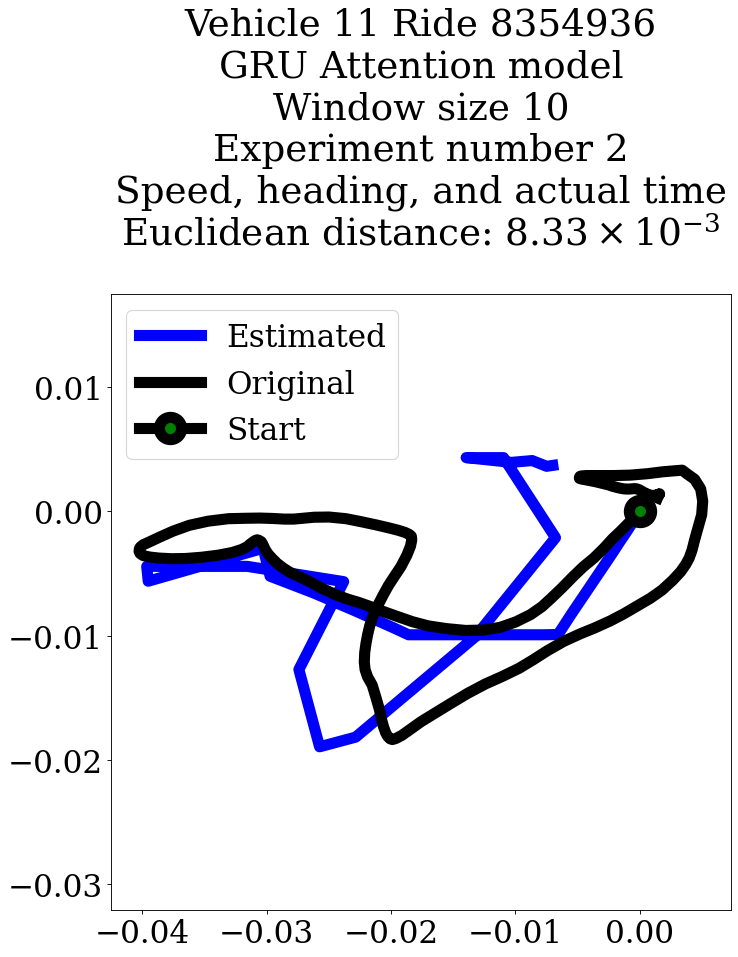 Vehicle 11 Ride 8354936
GRU Attention model
Window size 10
Experiment number 2
Speed, heading, and actual time
Euclidean distance: 8.33 × 10⁻³
Estimated
Original
Start
0.01
0.00
−0.01
−0.02
−0.03
−0.04 −0.03 −0.02 −0.01 0.00